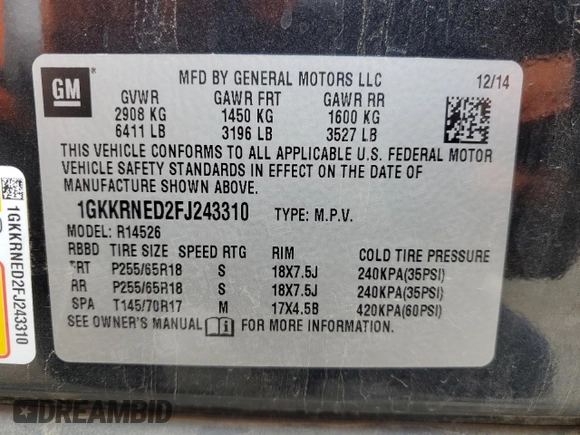 GM
MFD BY GENERAL MOTORS LLC
12/14
GVWR GAWR FRT GAWR RR
2908 KG 1450 KG 1600 KG
6411 LB 3196 LB 3527 LB
THIS VEHICLE CONFORMS TO ALL APPLICABLE U.S. FEDERAL MOTOR
VEHICLE SAFETY STANDARDS IN EFFECT ON THE DATE OF
MANUFACTURE SHOWN ABOVE.
1GKKRNED2FJ243310 TYPE: M.P.V.
MODEL: R14526
RBBD TIRE SIZE SPEED RTG RIM COLD TIRE PRESSURE
*RT P255/65R18 S 18X7.5J 240KPA(35PSI)
RR P255/65R18 S 18X7.5J 240KPA(35PSI)
SPA T145/70R17 M 17X4.5B 420KPA(60PSI)
SEE OWNER'S MANUAL i FOR MORE INFORMATION
1GKKRNED2FJ243310
DREAMBID